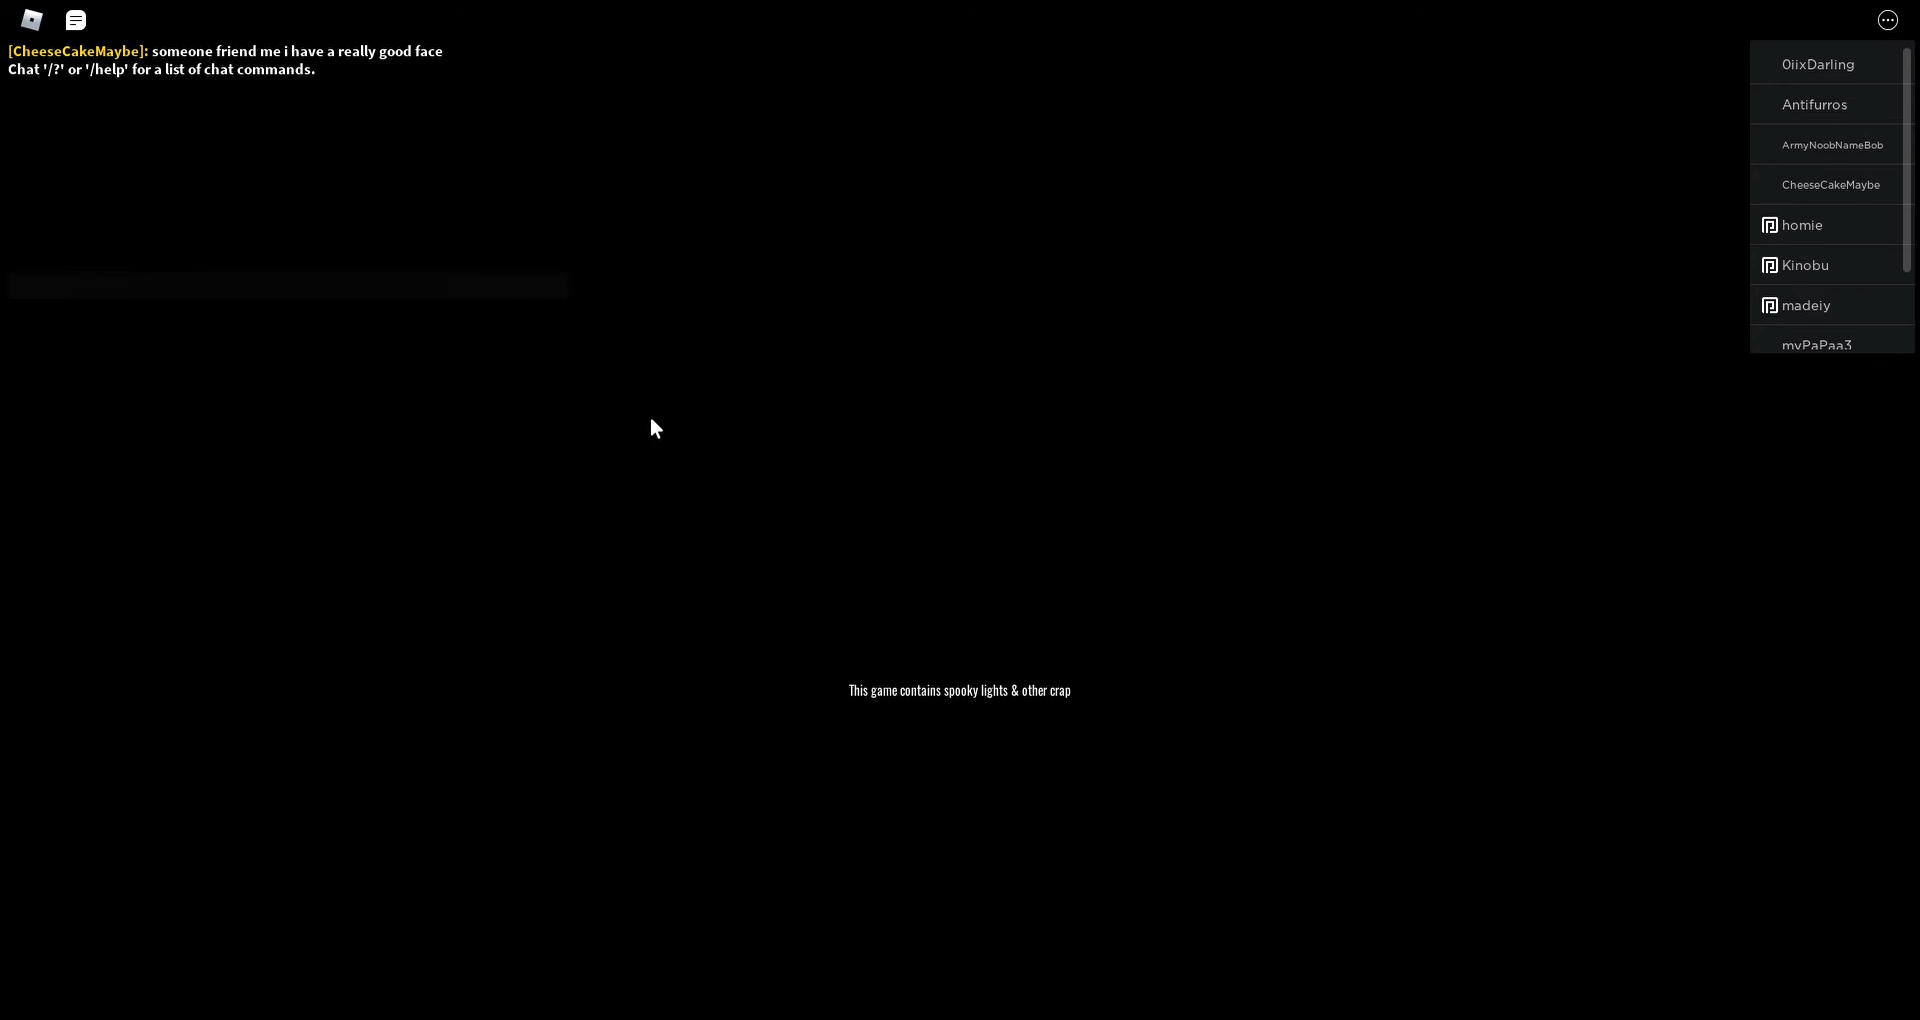 [CheeseCakeMaybe]: someone friend me i have a really good face
Chat '/?' or '/help' for a list of chat commands.
0iixDarling
Antifurros
ArmyNoobNameBob
CheeseCakeMaybe
homie
Kinobu
madeiy
myPaPaa3
This game contains spooky lights & other crap